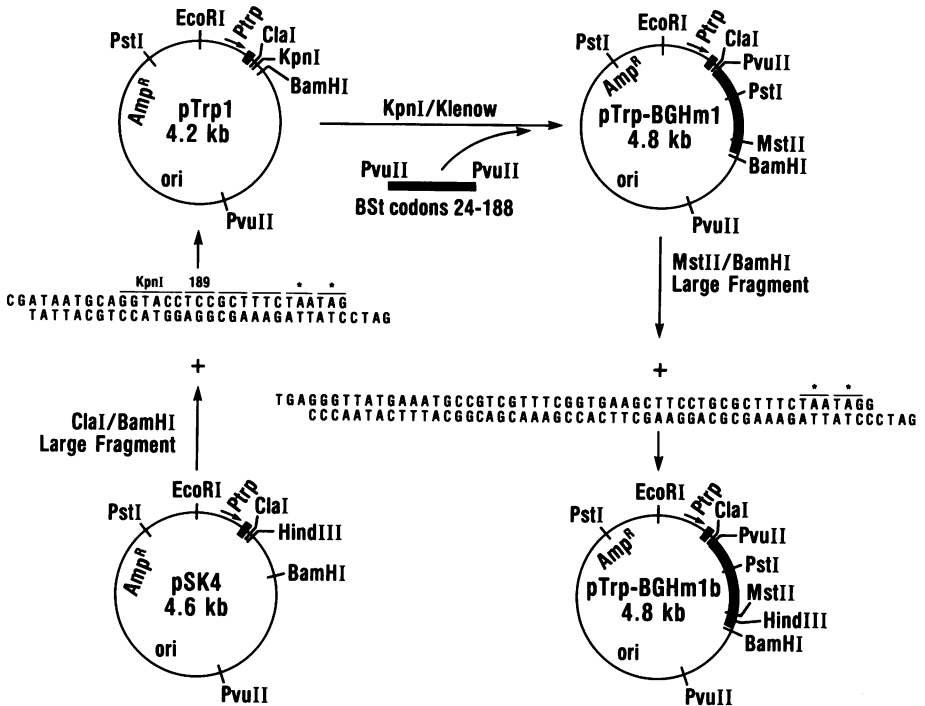 EcoRI
Ptrp
PstI
ClaI
KpnI
BamHI
AmpR
pTrp1
4.2 kb
ori
PvuII
KpnI/Klenow
PvuII PvuII
BSt codons 24-188
EcoRI
Ptrp
PstI
ClaI
PvuII
AmpR
PstI
pTrp-BGHm1
4.8 kb
MstII
BamHI
ori
PvuII
KpnI 189 * *
CGATAATGCAGGTACCTCCGCTTTCTAATAG
TATTACGTCCATGGAGGCGAAAGATTATCCTAG
+
ClaI/BamHI
Large Fragment
MstII/BamHI
Large Fragment
+
* *
TGAGGGTTATGAAATGCCGTCGTTTCGGTGAAGCTTCCTGCGCTTTCTAATAGG
CCCAATACTTTACGGCAGCAAAGCCACTTCGAAGGACGCGAAAGATTATCCCTAG
EcoRI
Ptrp
PstI
ClaI
HindIII
AmpR
BamHI
pSK4
4.6 kb
ori
PvuII
EcoRI
Ptrp
PstI
ClaI
PvuII
AmpR
PstI
pTrp-BGHm1b
4.8 kb
MstII
HindIII
BamHI
ori
PvuII